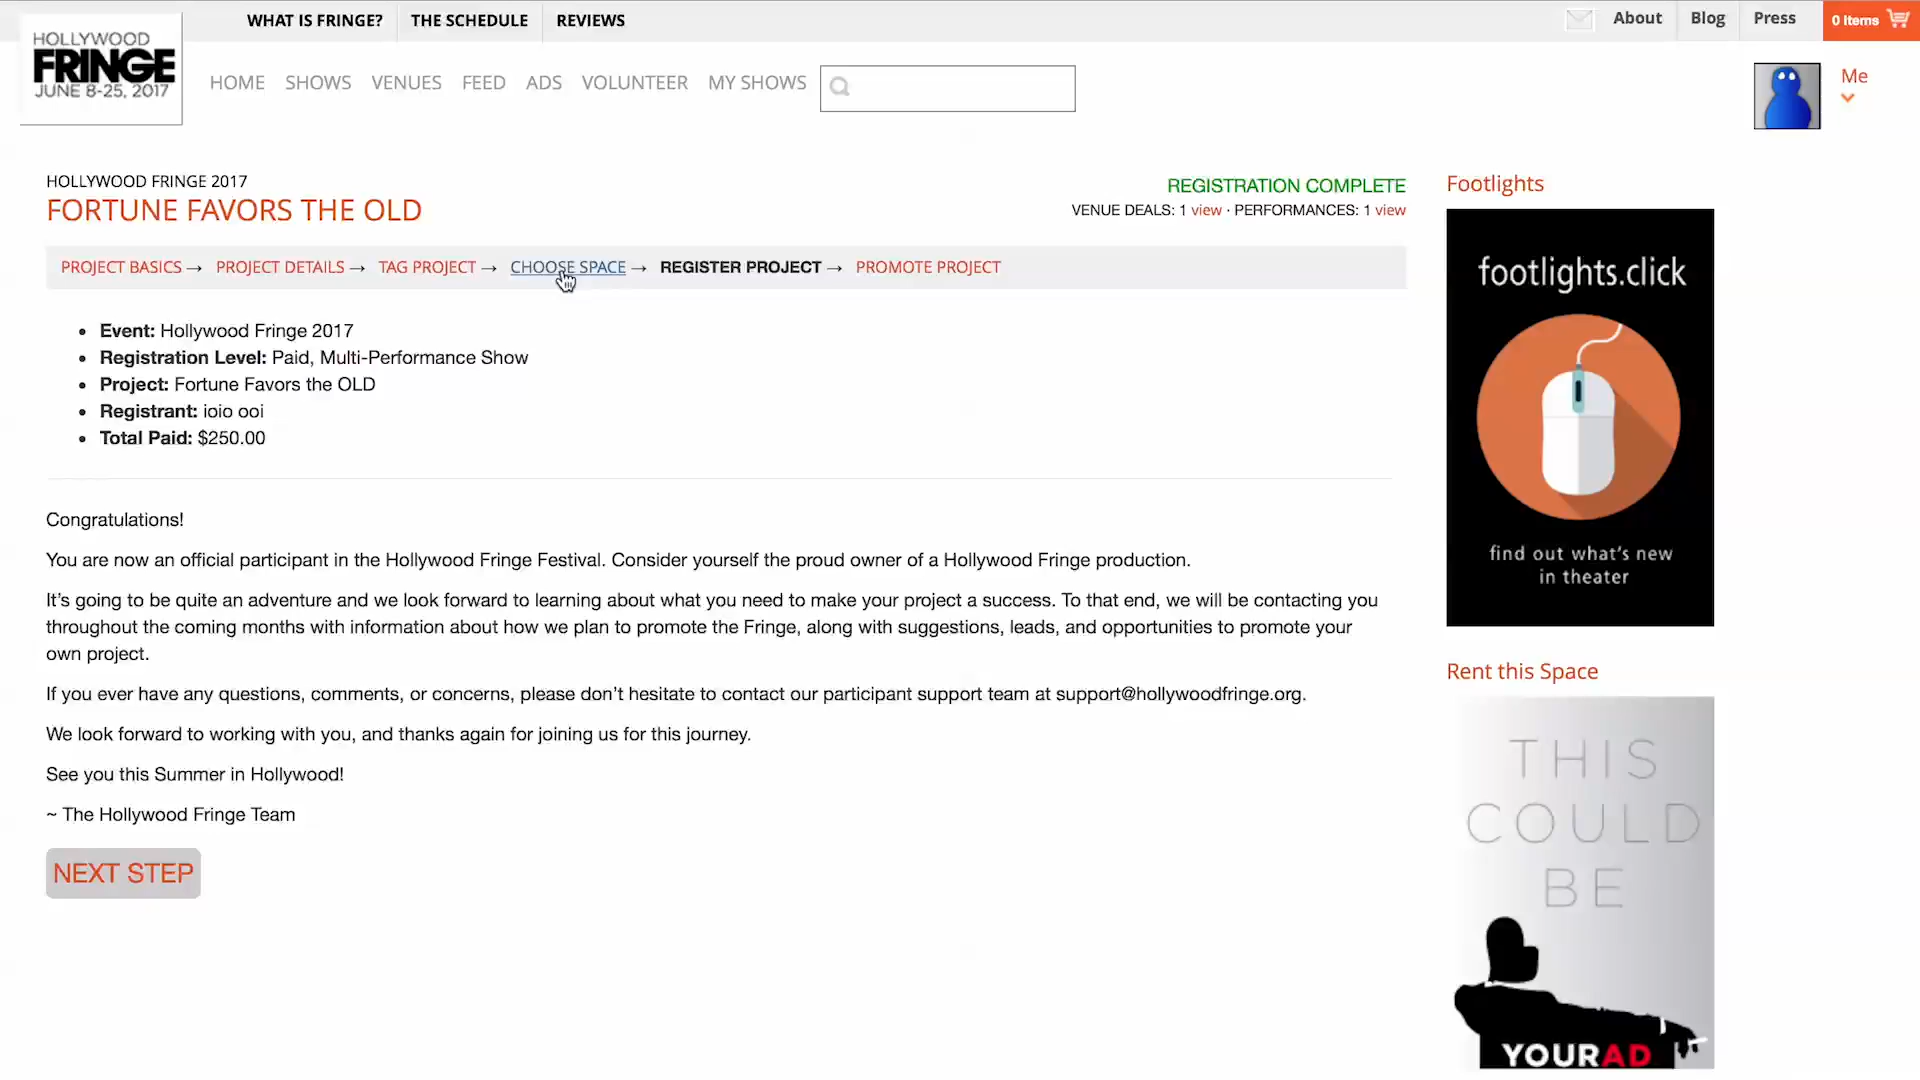 WHAT IS FRINGE? THE SCHEDULE REVIEWS
About Blog Press 0 Items
HOLLYWOOD
FRINGE
JUNE 8-25, 2017
HOME SHOWS VENUES FEED ADS VOLUNTEER MY SHOWS
Me
HOLLYWOOD FRINGE 2017
FORTUNE FAVORS THE OLD
REGISTRATION COMPLETE
VENUE DEALS: 1 view · PERFORMANCES: 1 view
PROJECT BASICS → PROJECT DETAILS → TAG PROJECT → CHOOSE SPACE → REGISTER PROJECT → PROMOTE PROJECT
• Event: Hollywood Fringe 2017
• Registration Level: Paid, Multi-Performance Show
• Project: Fortune Favors the OLD
• Registrant: ioio ooi
• Total Paid: $250.00
Congratulations!
You are now an official participant in the Hollywood Fringe Festival. Consider yourself the proud owner of a Hollywood Fringe production.
It's going to be quite an adventure and we look forward to learning about what you need to make your project a success. To that end, we will be contacting you
throughout the coming months with information about how we plan to promote the Fringe, along with suggestions, leads, and opportunities to promote your
own project.
If you ever have any questions, comments, or concerns, please don't hesitate to contact our participant support team at support@hollywoodfringe.org.
We look forward to working with you, and thanks again for joining us for this journey.
See you this Summer in Hollywood!
~ The Hollywood Fringe Team
NEXT STEP
Footlights
footlights.click
find out what's new
in theater
Rent this Space
THIS
COULD
BE
YOURAD